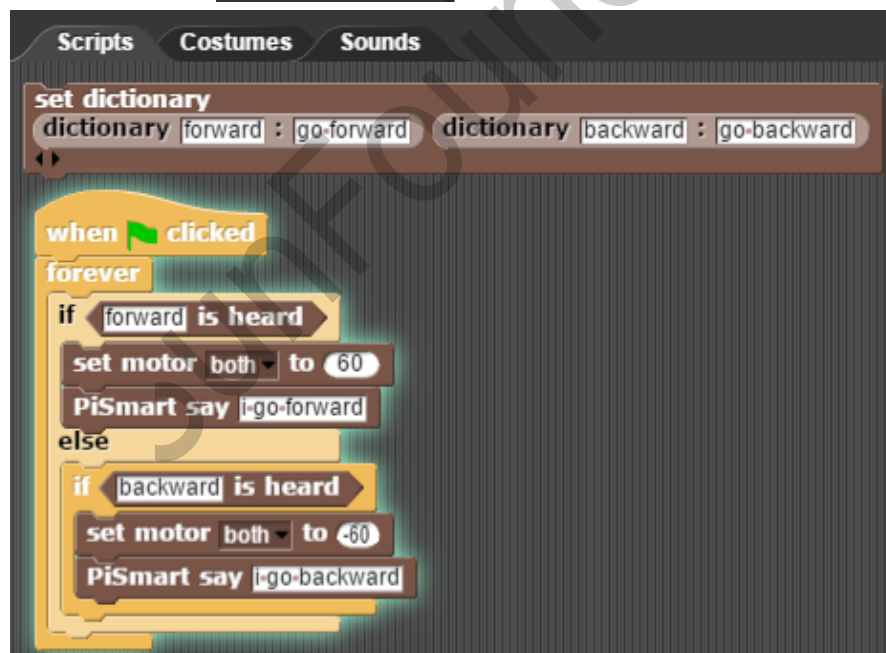 Scripts Costumes Sounds
set dictionary
dictionary forward : go forward dictionary backward : go backward
when clicked
forever
if forward is heard
set motor both to 60
PiSmart say i go forward
else
if backward is heard
set motor both to -60
PiSmart say i go backward